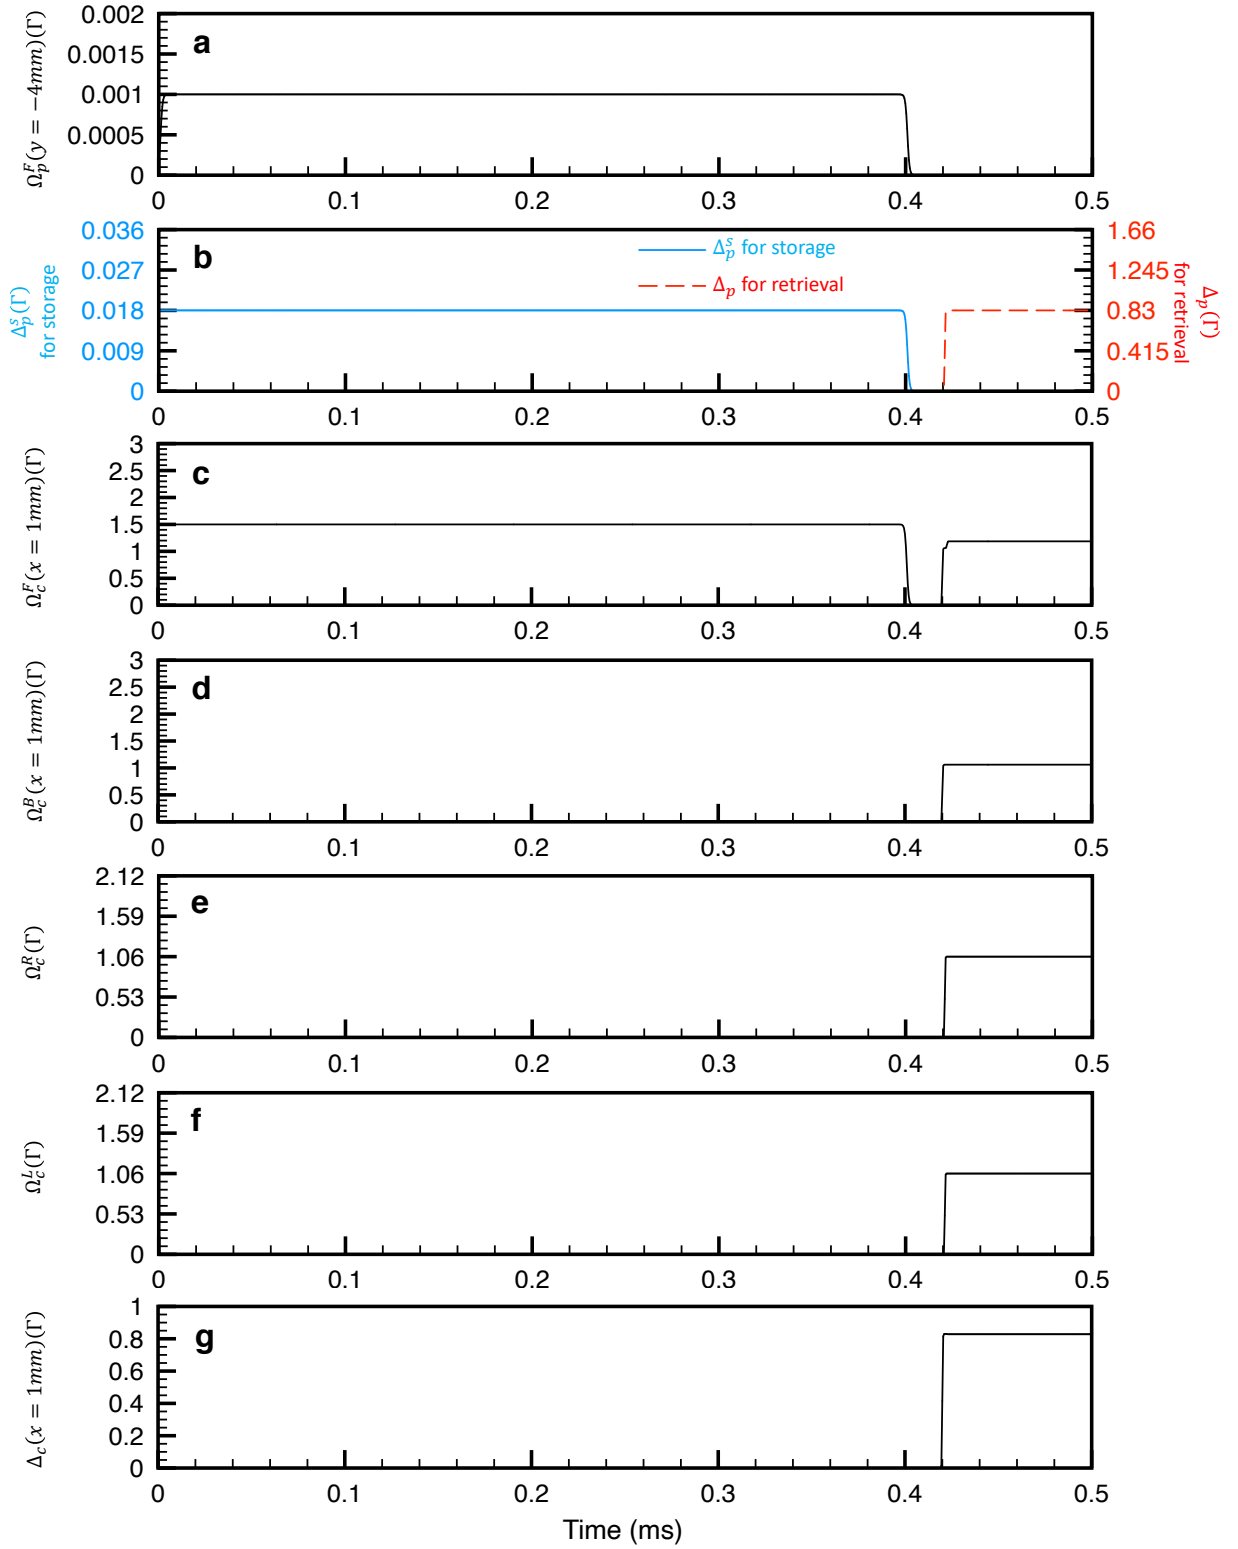 Ω_p^F(y = −4mm)(Γ)
a
0.002
0.0015
0.001
0.0005
0
0 0.1 0.2 0.3 0.4 0.5
Δ_p^s(Γ)
for storage
b
0.036
0.027
0.018
0.009
0
Δ_p^s for storage
Δ_p for retrieval
1.66
1.245
0.83
0.415
0
Δ_p(Γ)
for retrieval
0 0.1 0.2 0.3 0.4 0.5
Ω_c^F(x = 1mm)(Γ)
c
3
2.5
2
1.5
1
0.5
0
0 0.1 0.2 0.3 0.4 0.5
Ω_c^B(x = 1mm)(Γ)
d
3
2.5
2
1.5
1
0.5
0
0 0.1 0.2 0.3 0.4 0.5
Ω_c^R(Γ)
e
2.12
1.59
1.06
0.53
0
0 0.1 0.2 0.3 0.4 0.5
Ω_c^L(Γ)
f
2.12
1.59
1.06
0.53
0
0 0.1 0.2 0.3 0.4 0.5
Δ_c(x = 1mm)(Γ)
g
1
0.8
0.6
0.4
0.2
0
0 0.1 0.2 0.3 0.4 0.5
Time (ms)